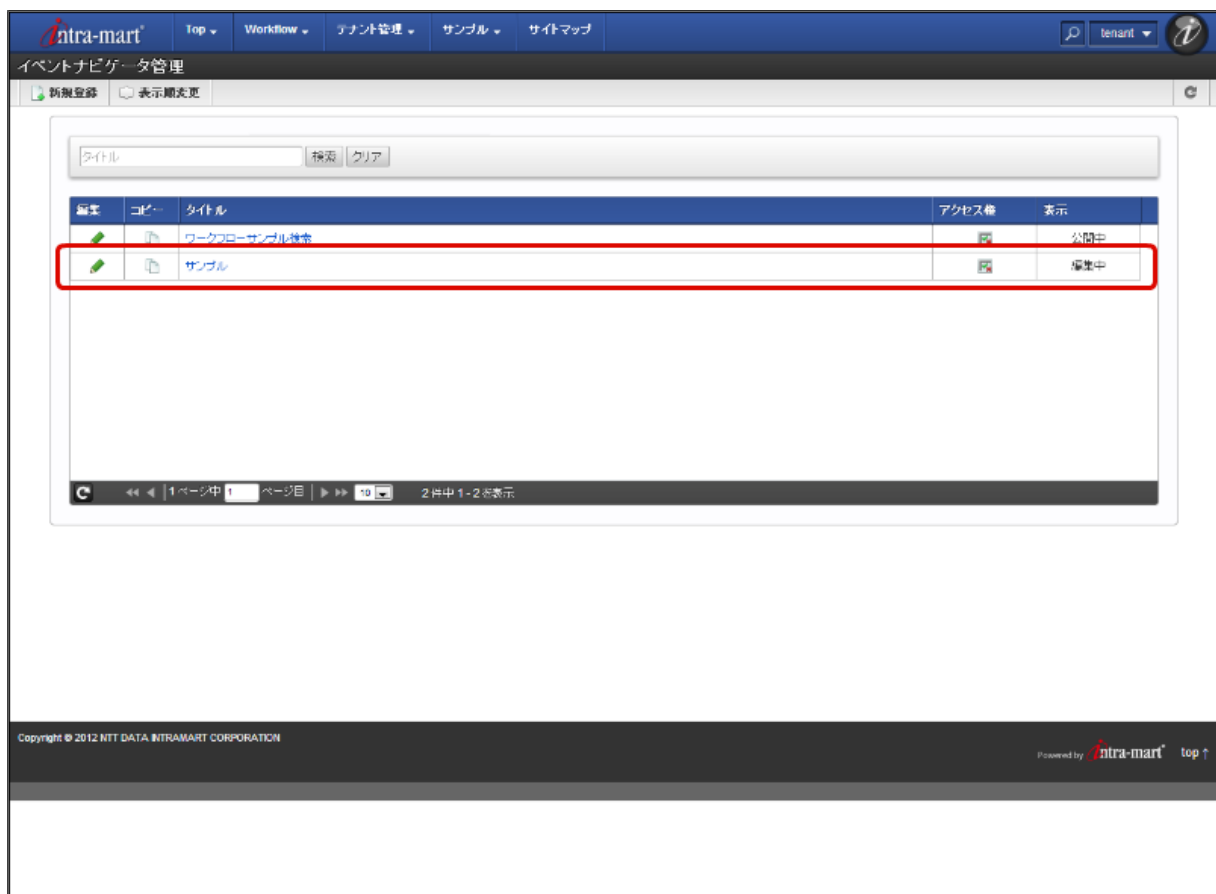 intra-mart Top Workflow テナント管理 サンプル サイトマップ tenant
イベントナビゲータ管理
新規登録 表示順変更
タイトル 検索 クリア
編集 コピー タイトル アクセス権 表示
ワークフローサンプル検索 公開中
サンプル 編集中
1ページ中 1 ページ目 10 2件中 1 - 2 を表示
Copyright © 2012 NTT DATA INTRAMART CORPORATION
Powered by intra-mart top ↑